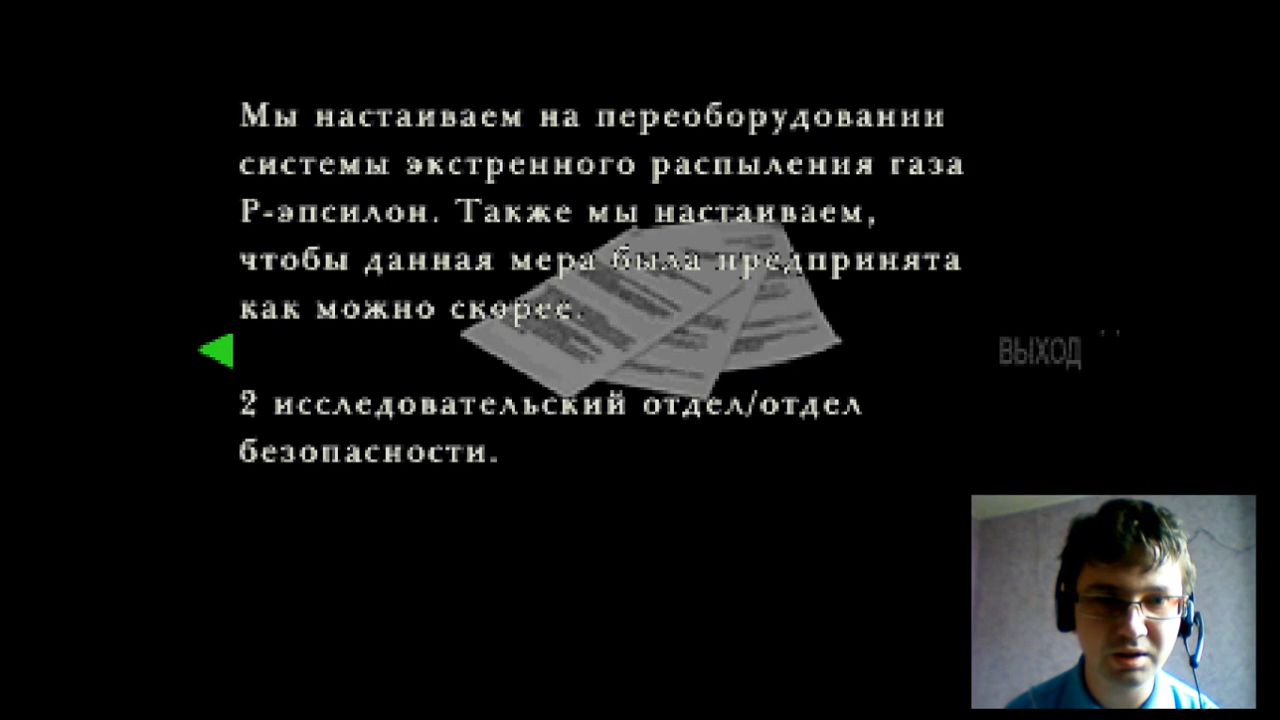 Мы настаиваем на переоборудовании
системы экстренного распыления газа
Р-эпсилон. Также мы настаиваем,
чтобы данная мера была предпринята
как можно скорее.
ВЫХОД
2 исследовательский отдел/отдел
безопасности.